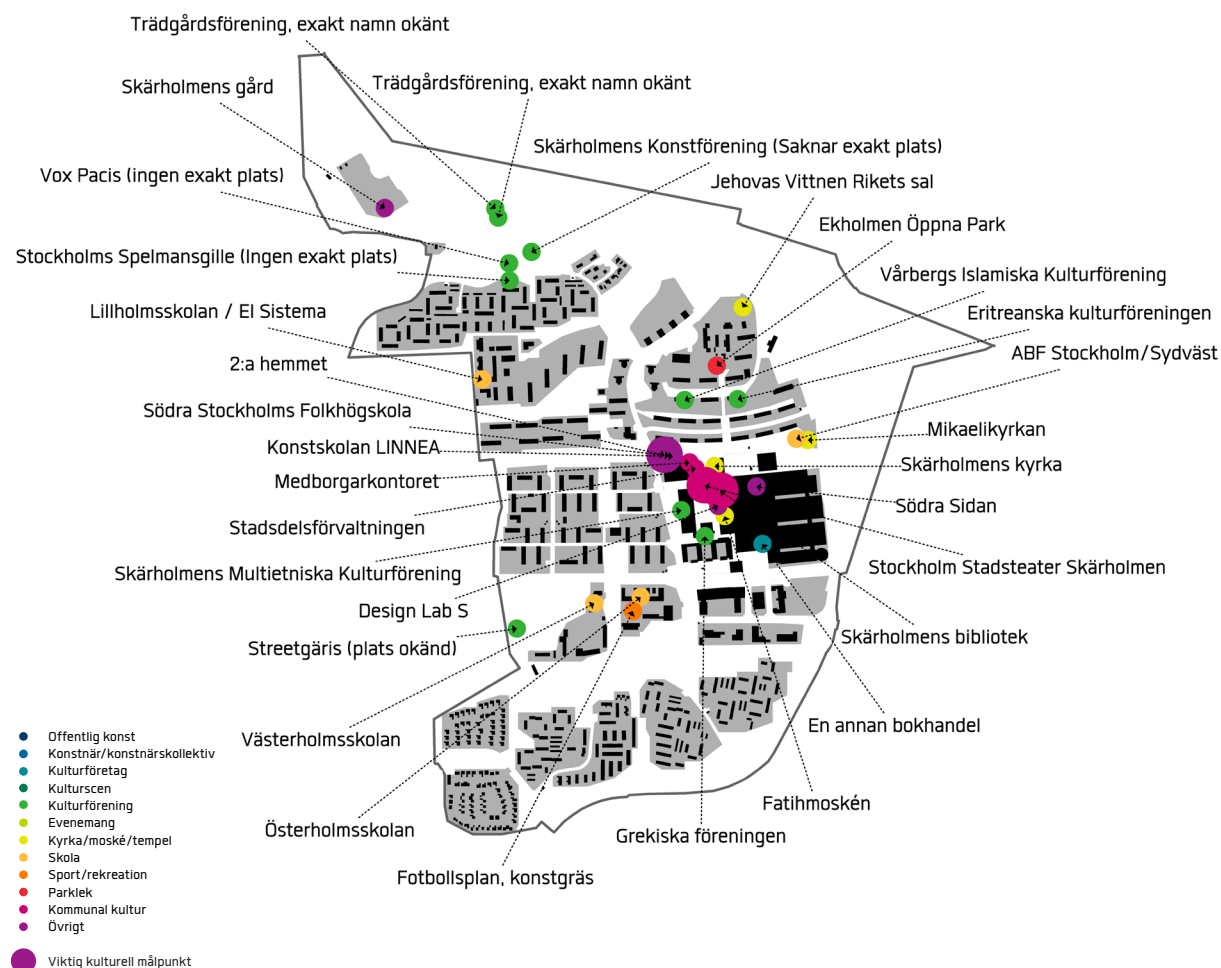 Trädgårdsförening, exakt namn okänt
Skärholmens gård
Trädgårdsförening, exakt namn okänt
Skärholmens Konstförening (Saknar exakt plats)
Vox Pacis (ingen exakt plats)
Jehovas Vittnen Rikets sal
Ekholmen Öppna Park
Stockholms Spelmansgille (Ingen exakt plats)
Vårbergs Islamiska Kulturförening
Lillholmsskolan / El Sistema
Eritreanska kulturföreningen
ABF Stockholm/Sydväst
2:a hemmet
Södra Stockholms Folkhögskola
Mikaelikyrkan
Konstskolan LINNEA
Skärholmens kyrka
Medborgarkontoret
Södra Sidan
Stadsdelsförvaltningen
Stockholm Stadsteater Skärholmen
Skärholmens Multietniska Kulturförening
Design Lab S
Skärholmens bibliotek
Streetgäris (plats okänd)
En annan bokhandel
Västerholmsskolan
Fatihmoskén
Österholmsskolan
Grekiska föreningen
Fotbollsplan, konstgräs
Offentlig konst
Konstnär/konstnärskollektiv
Kulturföretag
Kulturscen
Kulturförening
Evenemang
Kyrka/moské/tempel
Skola
Sport/rekreation
Parklek
Kommunal kultur
Övrigt
Viktig kulturell målpunkt